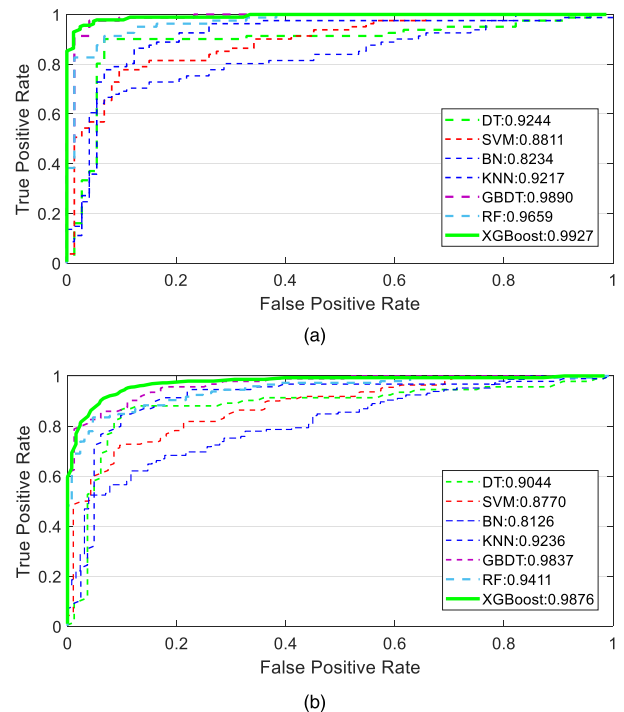 1
0.8
0.6
0.4
0.2
0
True Positive Rate
DT:0.9244
SVM:0.8811
BN:0.8234
KNN:0.9217
GBDT:0.9890
RF:0.9659
XGBoost:0.9927
0 0.2 0.4 0.6 0.8 1
False Positive Rate
(a)
1
0.8
0.6
0.4
0.2
0
True Positive Rate
DT:0.9044
SVM:0.8770
BN:0.8126
KNN:0.9236
GBDT:0.9837
RF:0.9411
XGBoost:0.9876
0 0.2 0.4 0.6 0.8 1
False Positive Rate
(b)